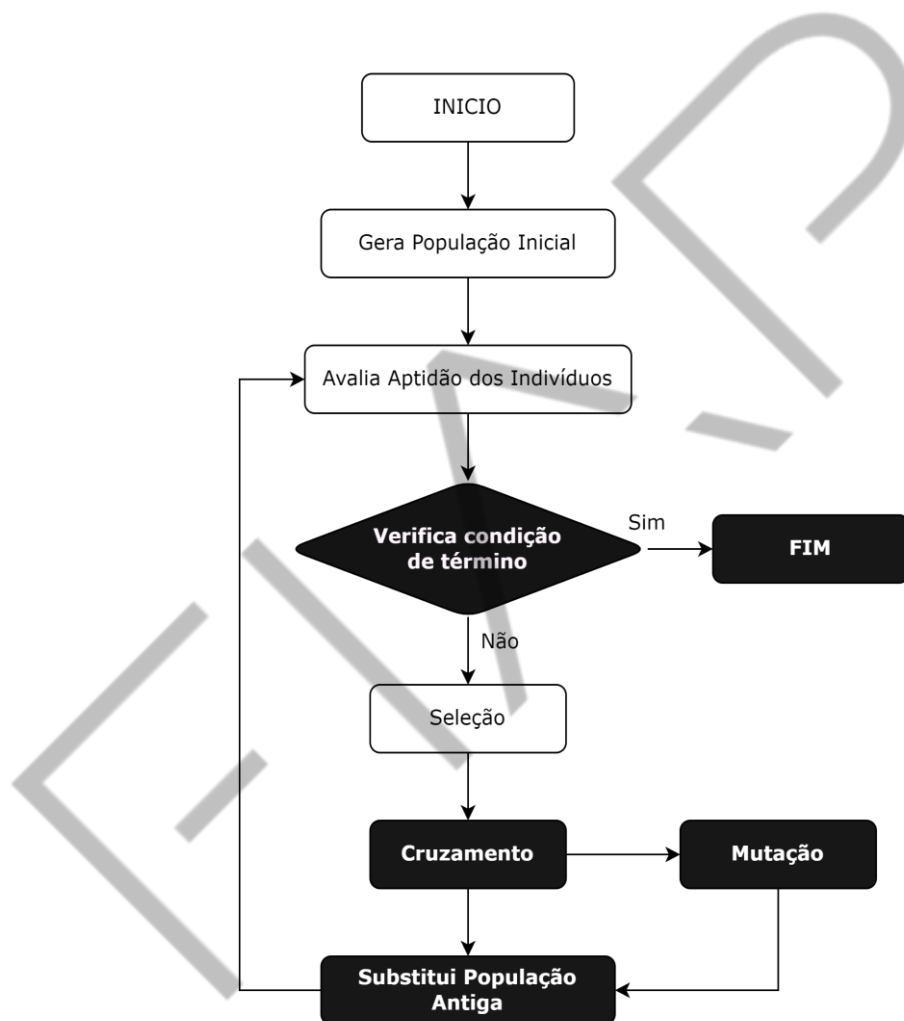 INICIO
Gera População Inicial
Avalia Aptidão dos Indivíduos
Verifica condição
de término
Sim
FIM
Não
Seleção
Cruzamento
Mutação
Substitui População
Antiga